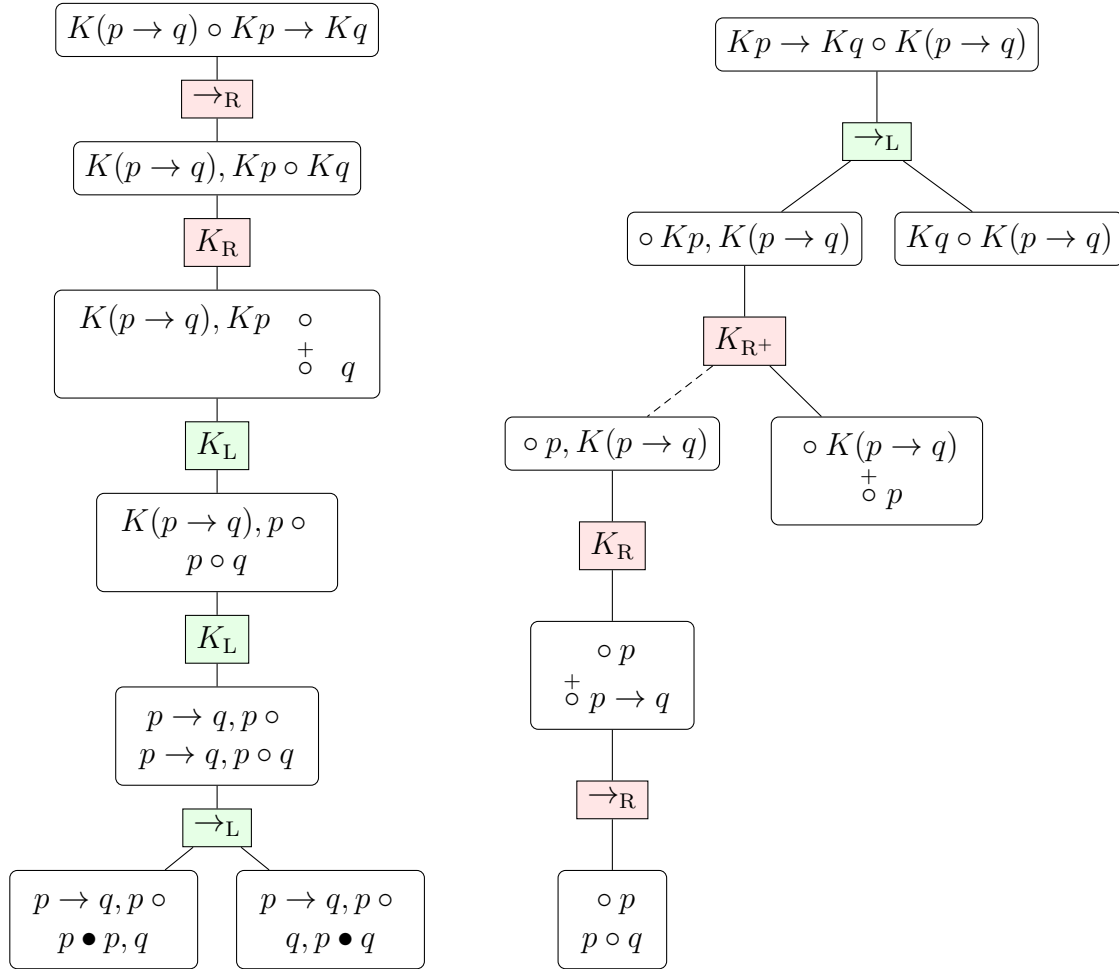 K(p → q) ∘ Kp → Kq
→R
K(p → q), Kp ∘ Kq
KR
K(p → q), Kp ∘
+
∘ q
KL
K(p → q), p ∘
p ∘ q
KL
p → q, p ∘
p → q, p ∘ q
→L
p → q, p ∘
p • p, q
p → q, p ∘
q, p • q
Kp → Kq ∘ K(p → q)
→L
∘ Kp, K(p → q)
Kq ∘ K(p → q)
KR+
∘ p, K(p → q)
∘ K(p → q)
+
∘ p
KR
∘ p
+
∘ p → q
→R
∘ p
p ∘ q